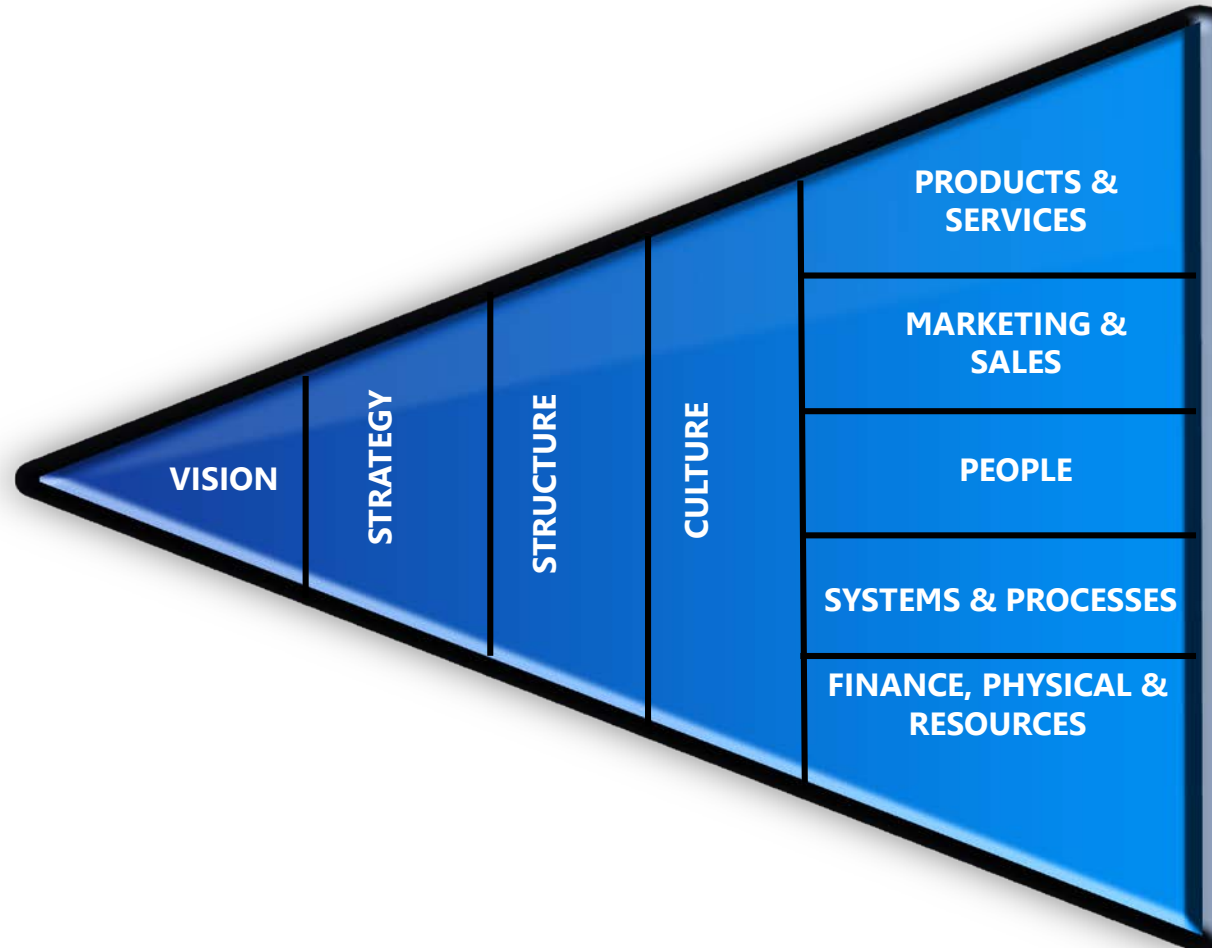 VISION
STRATEGY
STRUCTURE
CULTURE
PRODUCTS &
SERVICES
MARKETING &
SALES
PEOPLE
SYSTEMS & PROCESSES
FINANCE, PHYSICAL &
RESOURCES